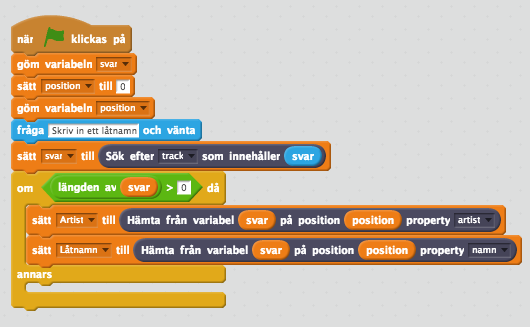 när klickas på
göm variabeln svar
sätt position till 0
göm variabeln position
fråga Skriv in ett låtnamn och vänta
sätt svar till Sök efter track som innehåller svar
om längden av svar > 0 då
sätt Artist till Hämta från variabel svar på position position property artist
sätt Låtnamn till Hämta från variabel svar på position position property namn
annars